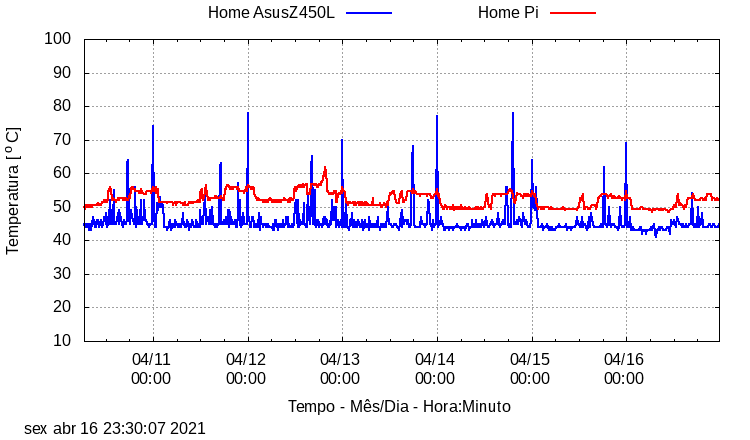 Home AsusZ450L Home Pi
100
90
80
70
60
50
40
30
20
10
Temperatura [ º C]
04/11 04/12 04/13 04/14 04/15 04/16
00:00 00:00 00:00 00:00 00:00 00:00
Tempo - Mês/Dia - Hora:Minuto
sex abr 16 23:30:07 2021